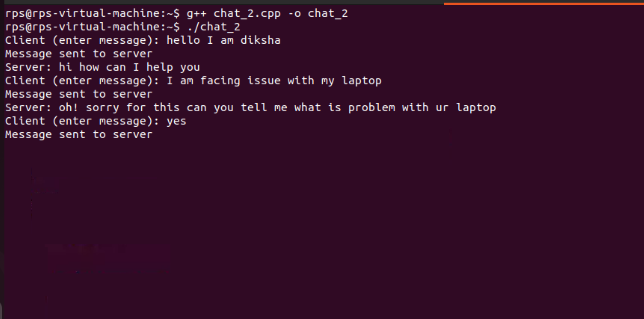 rps@rps-virtual-machine:~$ g++ chat_2.cpp -o chat_2
rps@rps-virtual-machine:~$ ./chat_2
Client (enter message): hello I am diksha
Message sent to server
Server: hi how can I help you
Client (enter message): I am facing issue with my laptop
Message sent to server
Server: oh! sorry for this can you tell me what is problem with ur laptop
Client (enter message): yes
Message sent to server